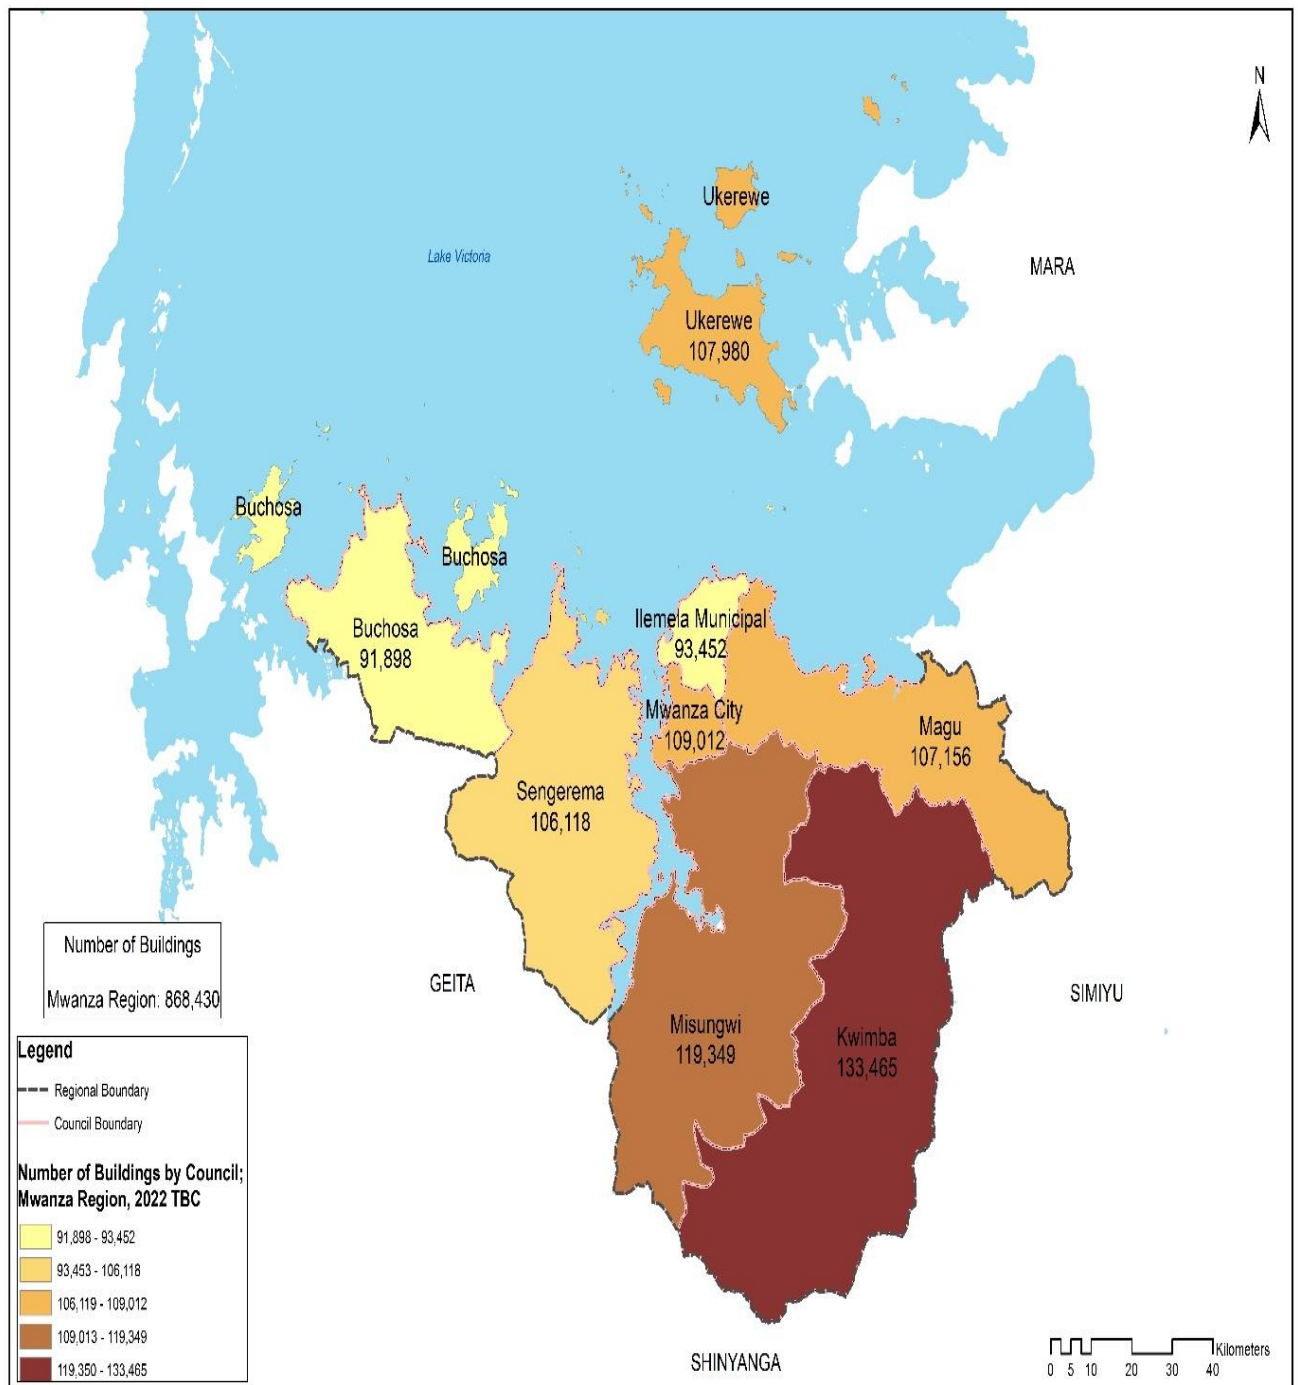 N
Ukerewe
MARA
Lake Victoria
Ukerewe
107,980
Buchosa
Buchosa
Ilemela Municipal
93,452
Buchosa
91,898
Mwanza City
109,012
Magu
107,156
Sengerema
106,118
Number of Buildings
Mwanza Region: 868,430
GEITA
SIMIYU
Misungwi
119,349
Kwimba
133,465
Legend
Regional Boundary
Council Boundary
Number of Buildings by Council;
Mwanza Region, 2022 TBC
91,898 - 93,452
93,453 - 106,118
106,119 - 109,012
109,013 - 119,349
119,350 - 133,465
SHINYANGA
Kilometers
0 5 10 20 30 40